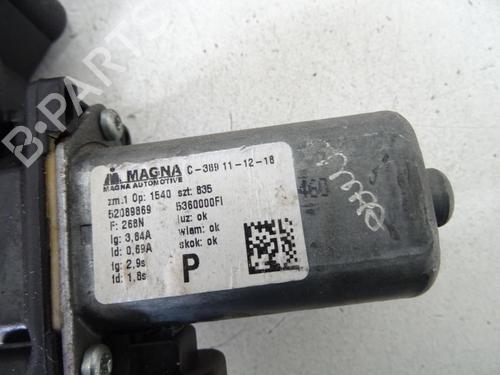 MAGNA C-389 11-12-18
MAGNA AUTOMOTIVE
zm.1 Op: 1540 szt: 835
52089869 5360000FI
F: 268N luz: ok
Ig: 3,84A wlam: ok
Id: 0,69A skok: ok
tg: 2,9s
td: 1,8s
P
460
B-PARTS